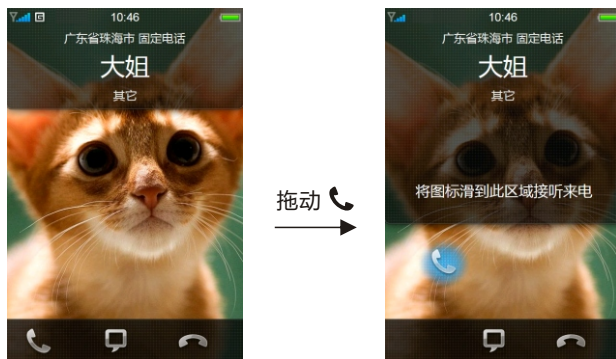 10:46
广东省珠海市 固定电话
大姐
其它
拖动
10:46
广东省珠海市 固定电话
大姐
其它
将图标滑到此区域接听来电